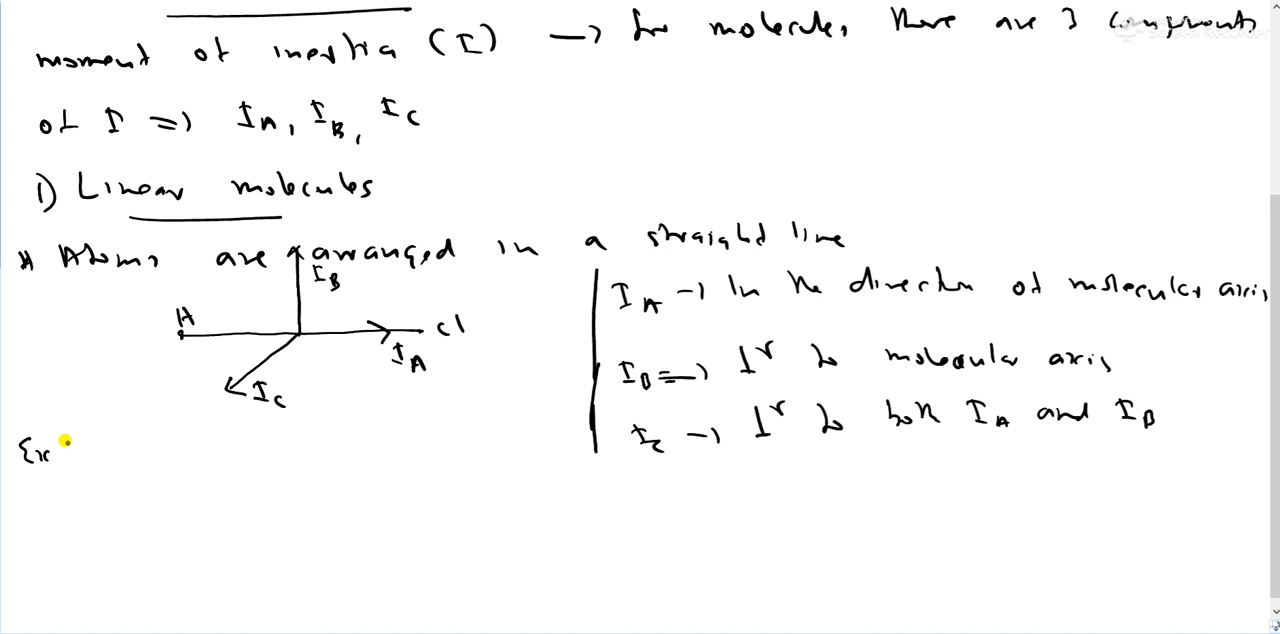 moment of inertia (I) → for molecules there are 3 components
of I ⇒ IA, IB, IC
1) Linear molecules
* Atoms are arranged in a straight line
IB
H
Cl
IA
IC
IA → In the direction of molecular axis
IB ⇒ ⊥r to molecular axis
IC → ⊥r to both IA and IB
Ex